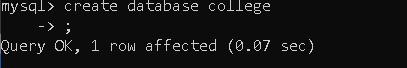 mysql> create database college
    -> ;
Query OK, 1 row affected (0.07 sec)